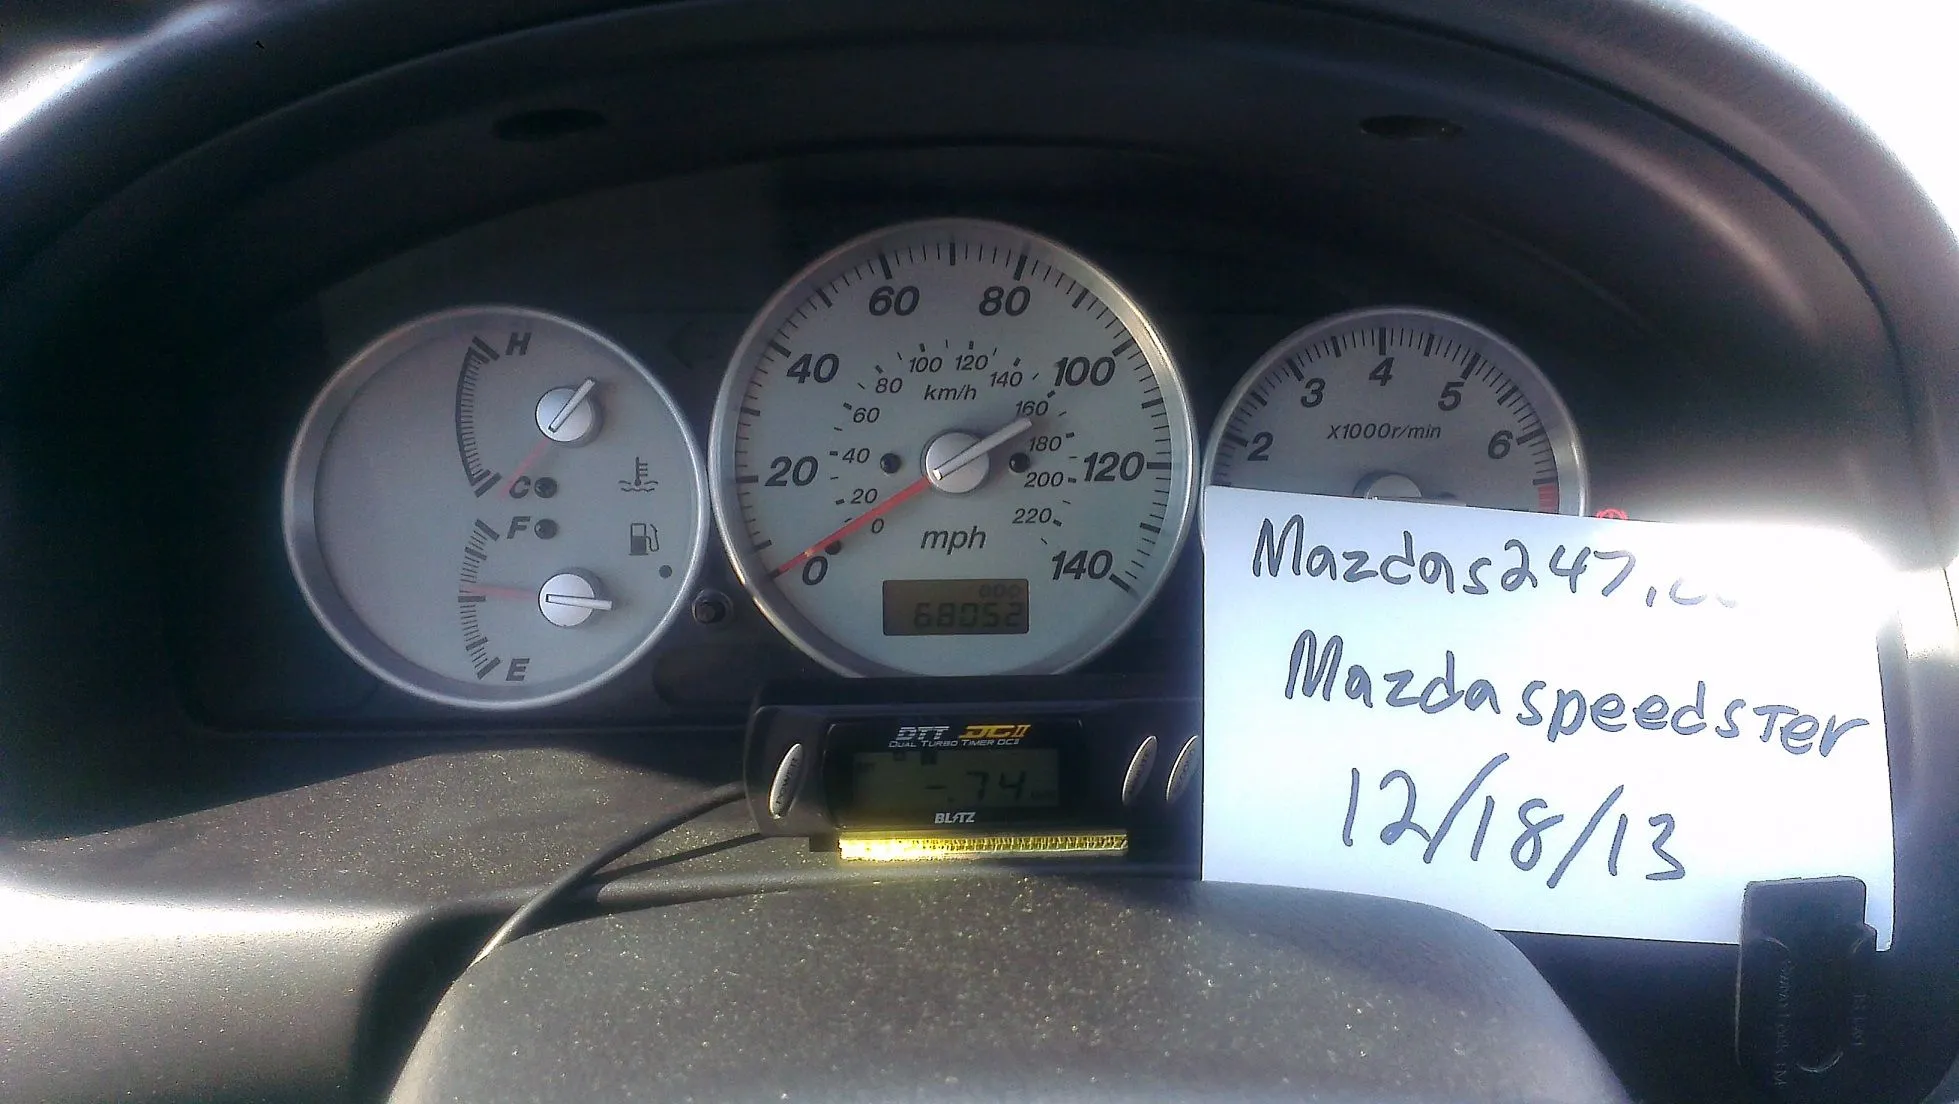 H
C
F
E
60 80
40 100
20 120
0 140
100 120
80 140
km/h
60 160
40 180
20 200
0 220
mph
ODO
68052
4
3 5
2 6
X1000r/min
Mazdas247.
Mazdaspeedster
12/18/13
DTT DCII
DUAL TURBO TIMER DCII
POWER
-.74
BLITZ